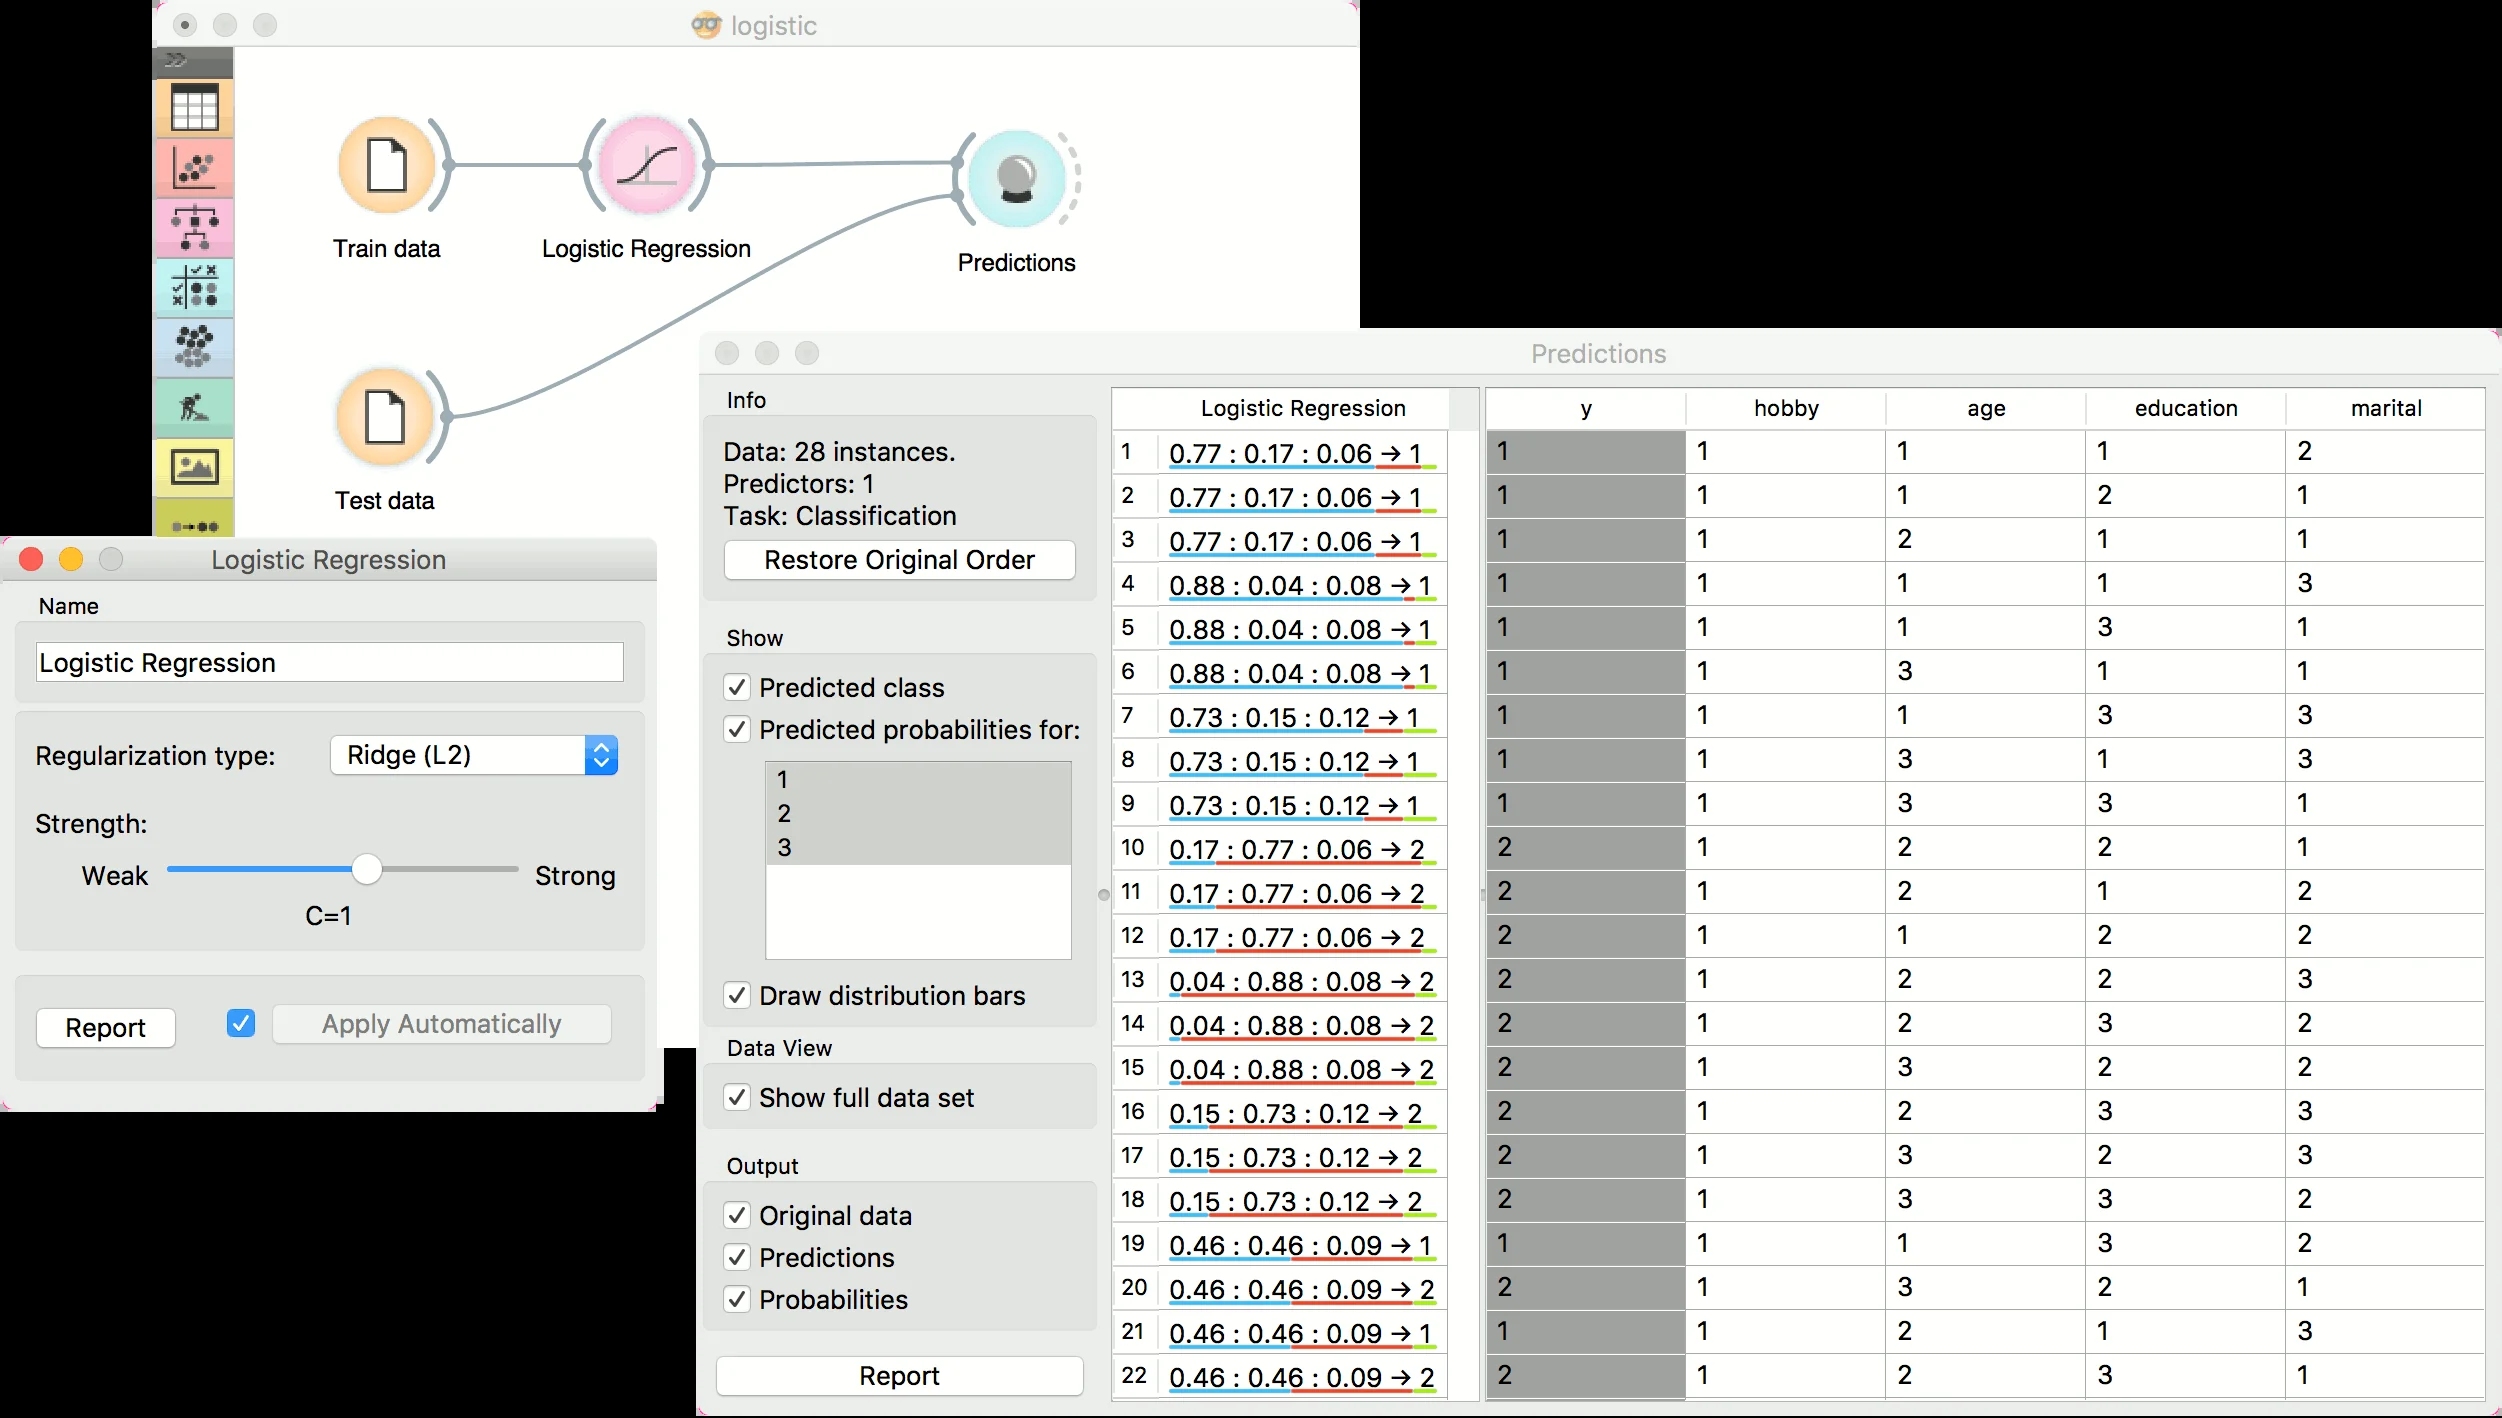 logistic
Train data
Logistic Regression
Predictions
Test data
Logistic Regression
Name
Logistic Regression
Regularization type: Ridge (L2)
Strength:
Weak Strong
C=1
Report Apply Automatically
Predictions
Info
Data: 28 instances.
Predictors: 1
Task: Classification
Restore Original Order
Show
Predicted class
Predicted probabilities for:
1
2
3
Draw distribution bars
Data View
Show full data set
Output
Original data
Predictions
Probabilities
Report
Logistic Regression y hobby age education marital
1 0.77 : 0.17 : 0.06 → 1 1 1 1 1 2
2 0.77 : 0.17 : 0.06 → 1 1 1 1 2 1
3 0.77 : 0.17 : 0.06 → 1 1 1 2 1 1
4 0.88 : 0.04 : 0.08 → 1 1 1 1 1 3
5 0.88 : 0.04 : 0.08 → 1 1 1 1 3 1
6 0.88 : 0.04 : 0.08 → 1 1 1 3 1 1
7 0.73 : 0.15 : 0.12 → 1 1 1 1 3 3
8 0.73 : 0.15 : 0.12 → 1 1 1 3 1 3
9 0.73 : 0.15 : 0.12 → 1 1 1 3 3 1
10 0.17 : 0.77 : 0.06 → 2 2 1 2 2 1
11 0.17 : 0.77 : 0.06 → 2 2 1 2 1 2
12 0.17 : 0.77 : 0.06 → 2 2 1 1 2 2
13 0.04 : 0.88 : 0.08 → 2 2 1 2 2 3
14 0.04 : 0.88 : 0.08 → 2 2 1 2 3 2
15 0.04 : 0.88 : 0.08 → 2 2 1 3 2 2
16 0.15 : 0.73 : 0.12 → 2 2 1 2 3 3
17 0.15 : 0.73 : 0.12 → 2 2 1 3 2 3
18 0.15 : 0.73 : 0.12 → 2 2 1 3 3 2
19 0.46 : 0.46 : 0.09 → 1 1 1 1 3 2
20 0.46 : 0.46 : 0.09 → 2 2 1 3 2 1
21 0.46 : 0.46 : 0.09 → 1 1 1 2 1 3
22 0.46 : 0.46 : 0.09 → 2 2 1 2 3 1